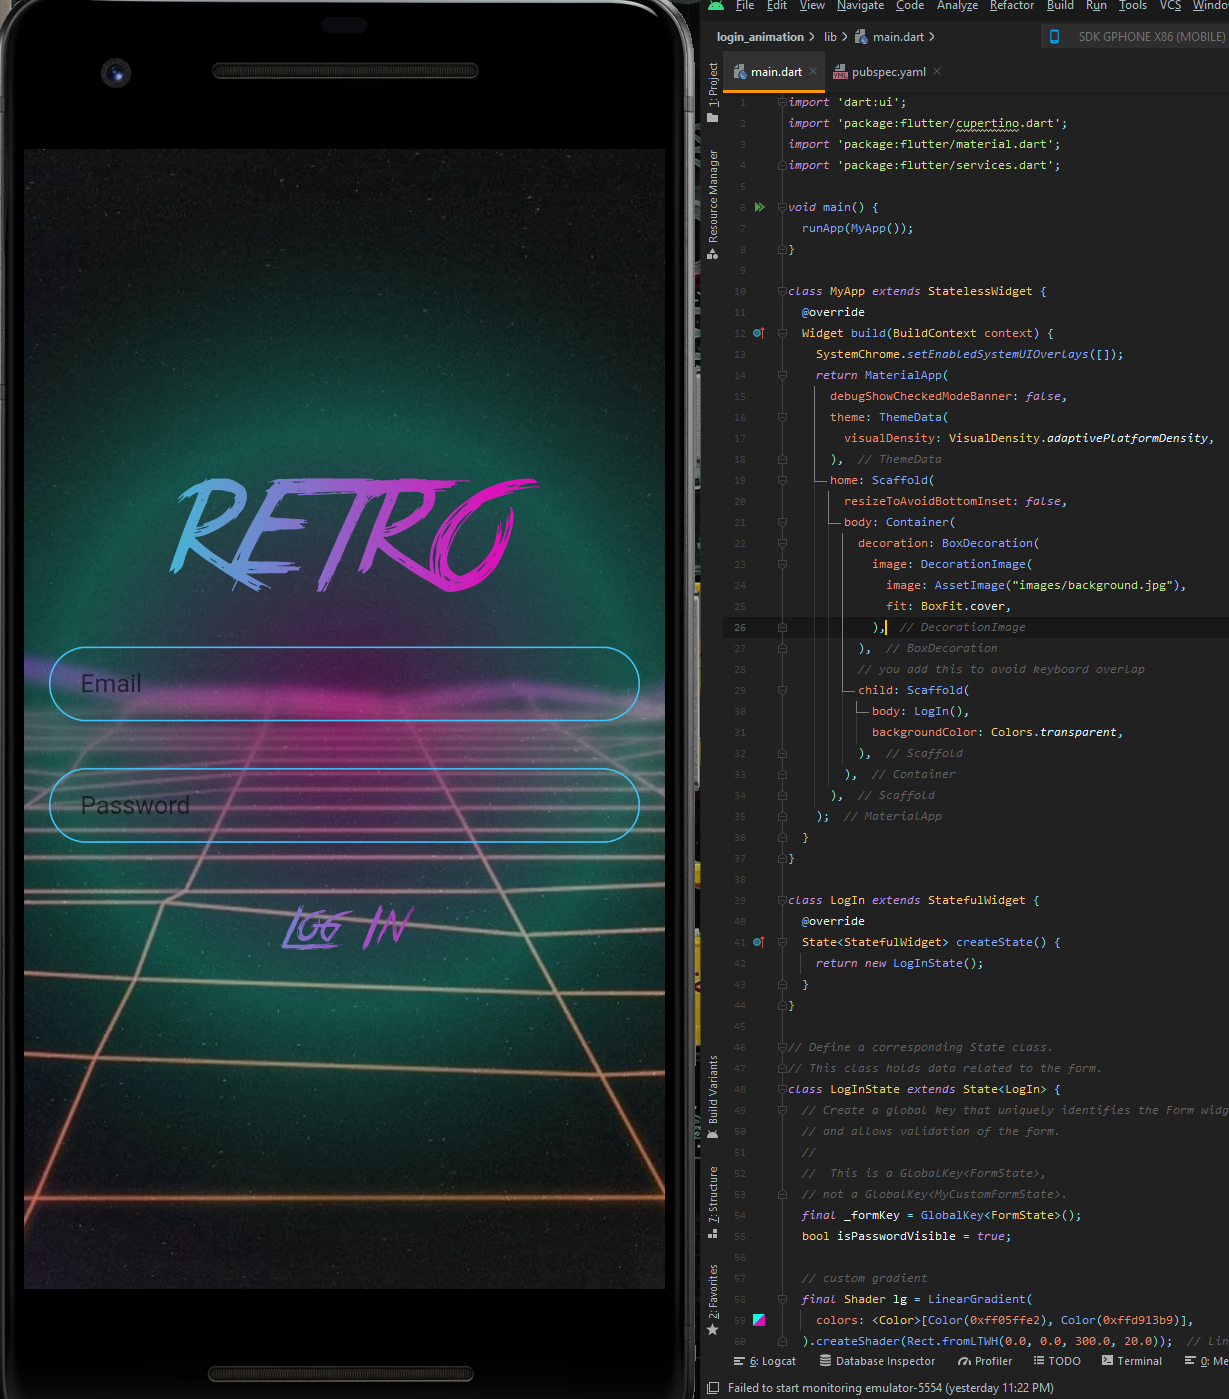 RETRO
Email
Password
LOG IN
File Edit View Navigate Code Analyze Refactor Build Run Tools VCS
login_animation > lib > main.dart > SDK GPHONE X86 (MOBILE)
main.dart × pubspec.yaml ×
1: Project
Resource Manager
Build Variants
7: Structure
2: Favorites
1 import 'dart:ui';
2 import 'package:flutter/cupertino.dart';
3 import 'package:flutter/material.dart';
4 import 'package:flutter/services.dart';
5
6 void main() {
7 runApp(MyApp());
8 }
9
10 class MyApp extends StatelessWidget {
11 @override
12 Widget build(BuildContext context) {
13 SystemChrome.setEnabledSystemUIOverlays([]);
14 return MaterialApp(
15 debugShowCheckedModeBanner: false,
16 theme: ThemeData(
17 visualDensity: VisualDensity.adaptivePlatformDensity,
18 ), // ThemeData
19 home: Scaffold(
20 resizeToAvoidBottomInset: false,
21 body: Container(
22 decoration: BoxDecoration(
23 image: DecorationImage(
24 image: AssetImage("images/background.jpg"),
25 fit: BoxFit.cover,
26 ), // DecorationImage
27 ), // BoxDecoration
28 // you add this to avoid keyboard overlap
29 child: Scaffold(
30 body: LogIn(),
31 backgroundColor: Colors.transparent,
32 ), // Scaffold
33 ), // Container
34 ), // Scaffold
35 ); // MaterialApp
36 }
37 }
38
39 class LogIn extends StatefulWidget {
40 @override
41 State<StatefulWidget> createState() {
42 return new LogInState();
43 }
44 }
45
46 // Define a corresponding State class.
47 // This class holds data related to the form.
48 class LogInState extends State<LogIn> {
49 // Create a global key that uniquely identifies the Form widg
50 // and allows validation of the form.
51 //
52 // This is a GlobalKey<FormState>,
53 // not a GlobalKey<MyCustomFormState>.
54 final _formKey = GlobalKey<FormState>();
55 bool isPasswordVisible = true;
56
57 // custom gradient
58 final Shader lg = LinearGradient(
59 colors: <Color>[Color(0xff05ffe2), Color(0xffd913b9)],
60 ).createShader(Rect.fromLTWH(0.0, 0.0, 300.0, 20.0)); // Lin
6: Logcat Database Inspector Profiler TODO Terminal 0: Me
Failed to start monitoring emulator-5554 (yesterday 11:22 PM)